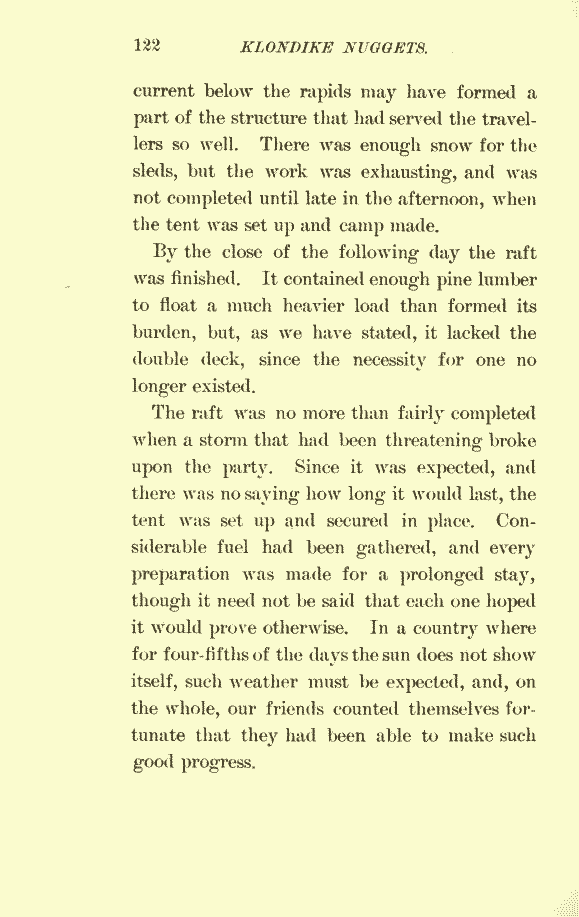 122 KLONDIKE NUGGETS.
current below the rapids may have formed a
part of the structure that had served the travel-
lers so well. There was enough snow for the
sleds, but the work was exhausting, and was
not completed until late in the afternoon, when
the tent was set up and camp made.
By the close of the following day the raft
was finished. It contained enough pine lumber
to float a much heavier load than formed its
burden, but, as we have stated, it lacked the
double deck, since the necessity for one no
longer existed.
The raft was no more than fairly completed
when a storm that had been threatening broke
upon the party. Since it was expected, and
there was no saying how long it would last, the
tent was set up and secured in place. Con-
siderable fuel had been gathered, and every
preparation was made for a prolonged stay,
though it need not be said that each one hoped
it would prove otherwise. In a country where
for four-fifths of the days the sun does not show
itself, such weather must be expected, and, on
the whole, our friends counted themselves for-
tunate that they had been able to make such
good progress.